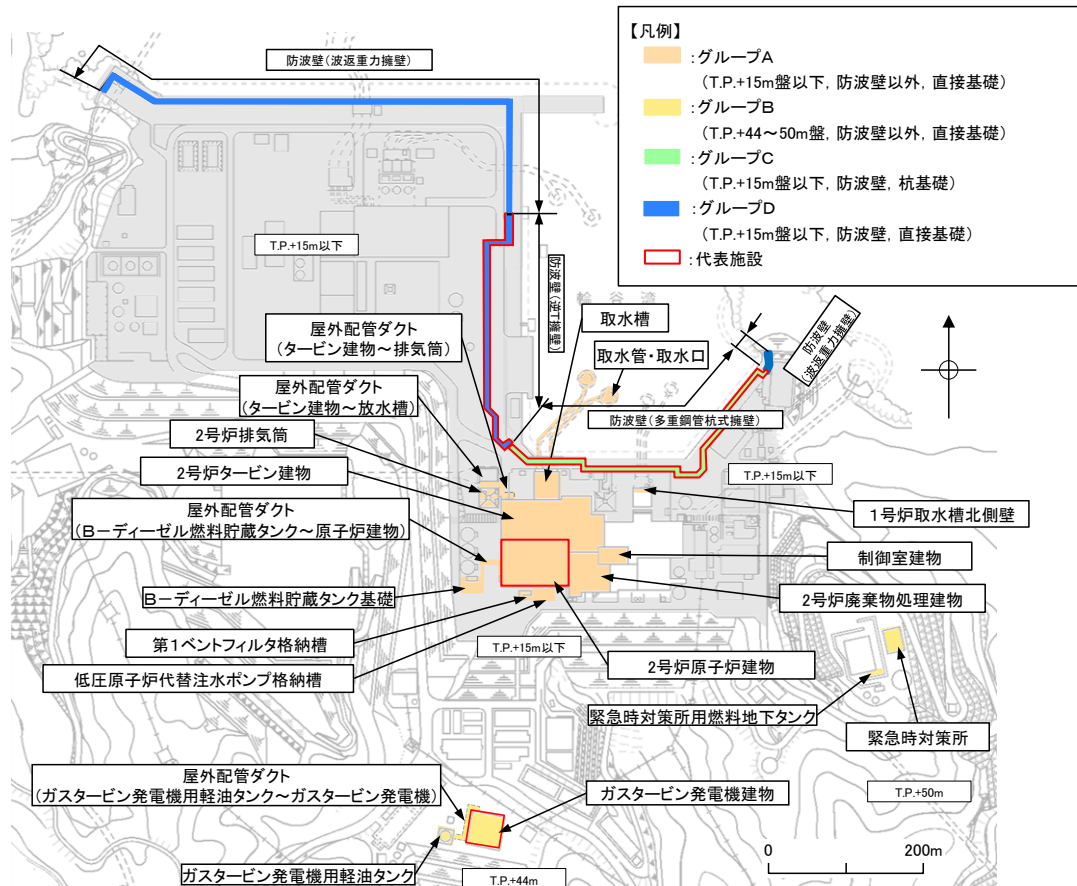 【凡例】
:グループA
(T.P.+15m盤以下, 防波壁以外, 直接基礎)
:グループB
(T.P.+44～50m盤, 防波壁以外, 直接基礎)
:グループC
(T.P.+15m盤以下, 防波壁, 杭基礎)
:グループD
(T.P.+15m盤以下, 防波壁, 直接基礎)
:代表施設
防波壁(波返重力擁壁)
T.P.+15m以下
防波壁(逆T擁壁)
輪谷湾
防波壁
(波返重力擁壁)
取水槽
取水管・取水口
防波壁(多重鋼管杭式擁壁)
屋外配管ダクト
(タービン建物～排気筒)
屋外配管ダクト
(タービン建物～放水槽)
2号炉排気筒
2号炉タービン建物
屋外配管ダクト
(B－ディーゼル燃料貯蔵タンク～原子炉建物)
B－ディーゼル燃料貯蔵タンク基礎
第1ベントフィルタ格納槽
低圧原子炉代替注水ポンプ格納槽
T.P.+15m以下
1号炉取水槽北側壁
制御室建物
2号炉廃棄物処理建物
T.P.+15m以下
2号炉原子炉建物
緊急時対策所用燃料地下タンク
緊急時対策所
屋外配管ダクト
(ガスタービン発電機用軽油タンク～ガスタービン発電機)
ガスタービン発電機建物
T.P.+50m
ガスタービン発電機用軽油タンク
T.P.+44m
0
200m